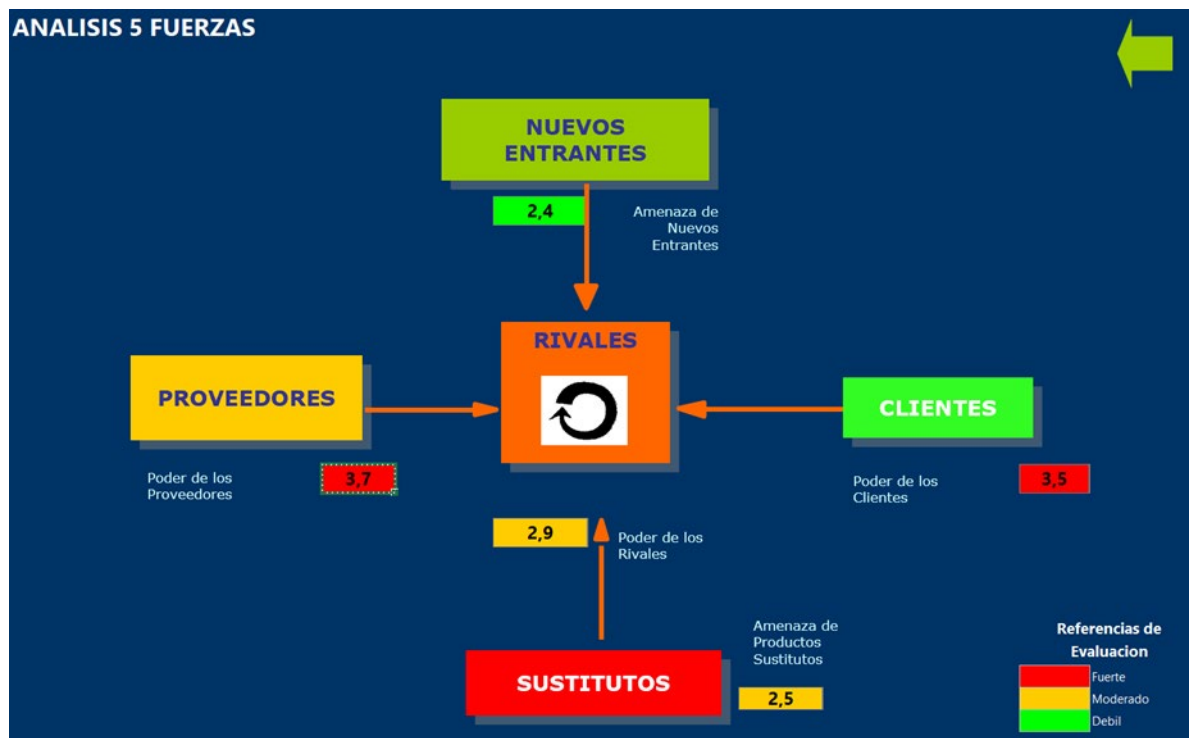 ANALISIS 5 FUERZAS
NUEVOS
ENTRANTES
2,4
Amenaza de
Nuevos
Entrantes
RIVALES
PROVEEDORES
CLIENTES
Poder de los
Proveedores
3,7
Poder de los
Clientes
3,5
2,9
Poder de los
Rivales
Amenaza de
Productos
Sustitutos
SUSTITUTOS
2,5
Referencias de
Evaluacion
Fuerte
Moderado
Debil